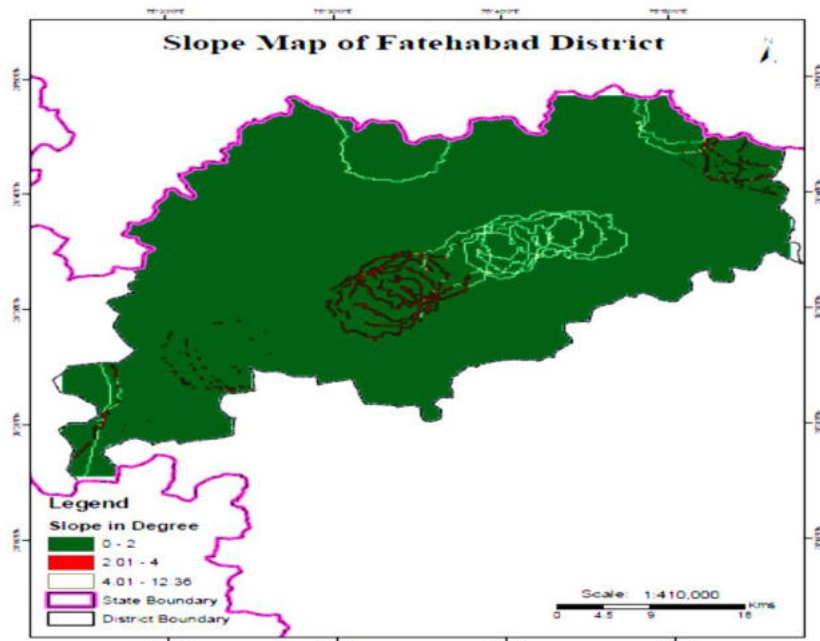 Slope Map of Fatehabad District
N
Legend
Slope in Degree
0 - 2
2.01 - 4
4.01 - 12.36
State Boundary
District Boundary
Scale: 1:410,000
0 4.5 9 18 Kms